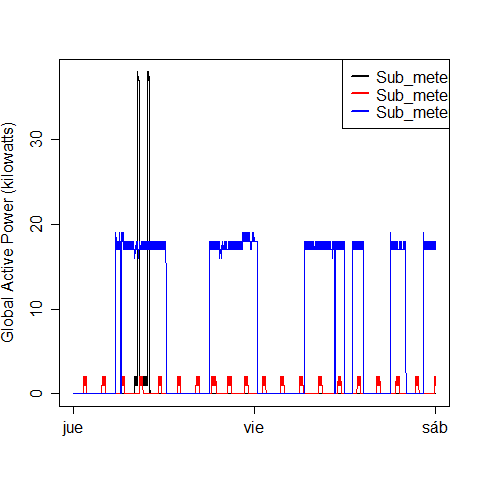 Sub_mete
Sub_mete
Sub_mete
Global Active Power (kilowatts)
30
20
10
0
jue vie sáb